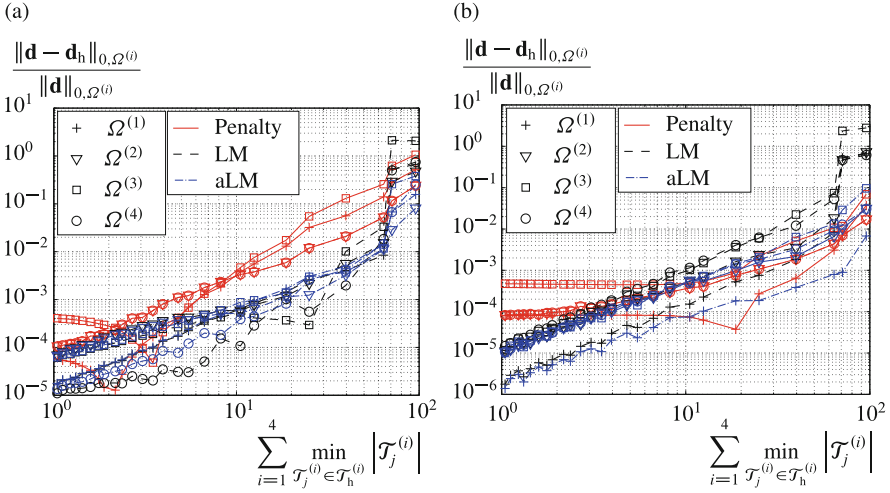 (a)
‖d − d_h‖_{0,Ω^{(i)}}
‖d‖_{0,Ω^{(i)}}
10^1
10^0
10^{−1}
10^{−2}
10^{−3}
10^{−4}
10^{−5}
Ω^{(1)}
Ω^{(2)}
Ω^{(3)}
Ω^{(4)}
Penalty
LM
aLM
10^0 10^1 10^2
∑_{i=1}^{4} min_{𝒯_j^{(i)} ∈ 𝒯_h^{(i)}} |𝒯_j^{(i)}|
(b)
‖d − d_h‖_{0,Ω^{(i)}}
‖d‖_{0,Ω^{(i)}}
10^1
10^0
10^{−1}
10^{−2}
10^{−3}
10^{−4}
10^{−5}
10^{−6}
Ω^{(1)}
Ω^{(2)}
Ω^{(3)}
Ω^{(4)}
Penalty
LM
aLM
10^0 10^1 10^2
∑_{i=1}^{4} min_{𝒯_j^{(i)} ∈ 𝒯_h^{(i)}} |𝒯_j^{(i)}|